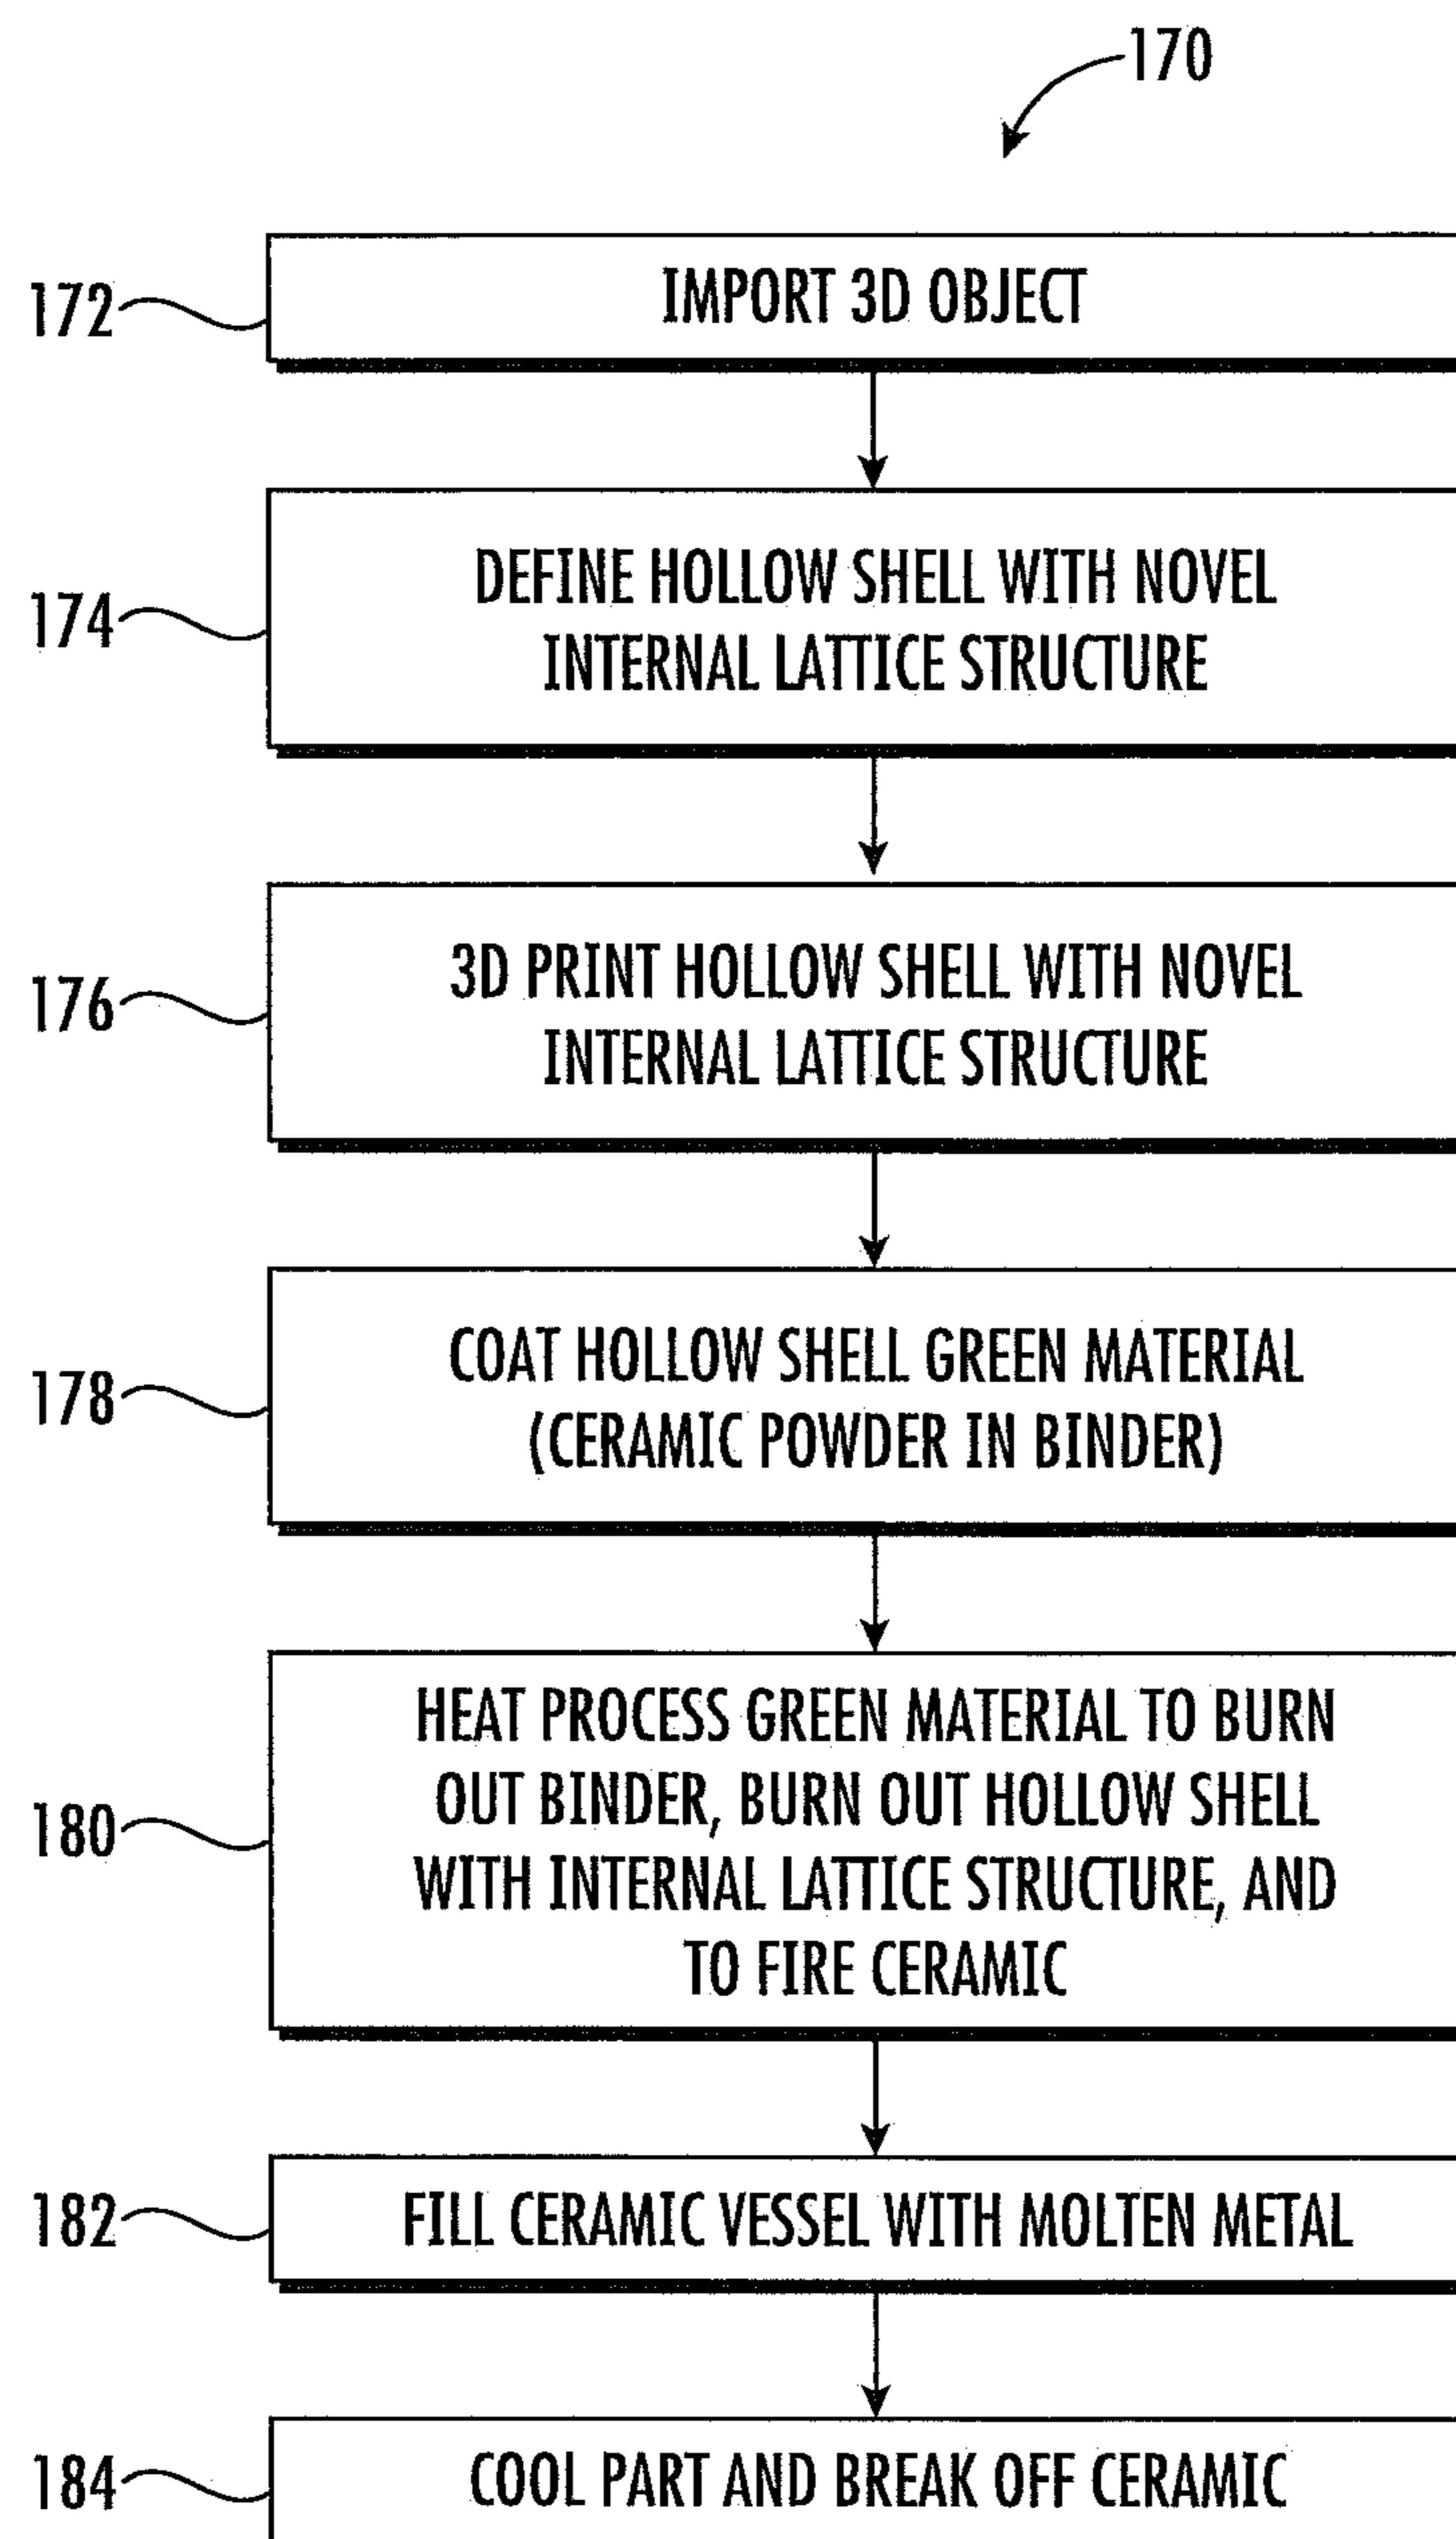 170
172
IMPORT 3D OBJECT
174
DEFINE HOLLOW SHELL WITH NOVEL
INTERNAL LATTICE STRUCTURE
176
3D PRINT HOLLOW SHELL WITH NOVEL
INTERNAL LATTICE STRUCTURE
178
COAT HOLLOW SHELL GREEN MATERIAL
(CERAMIC POWDER IN BINDER)
180
HEAT PROCESS GREEN MATERIAL TO BURN
OUT BINDER, BURN OUT HOLLOW SHELL
WITH INTERNAL LATTICE STRUCTURE, AND
TO FIRE CERAMIC
182
FILL CERAMIC VESSEL WITH MOLTEN METAL
184
COOL PART AND BREAK OFF CERAMIC